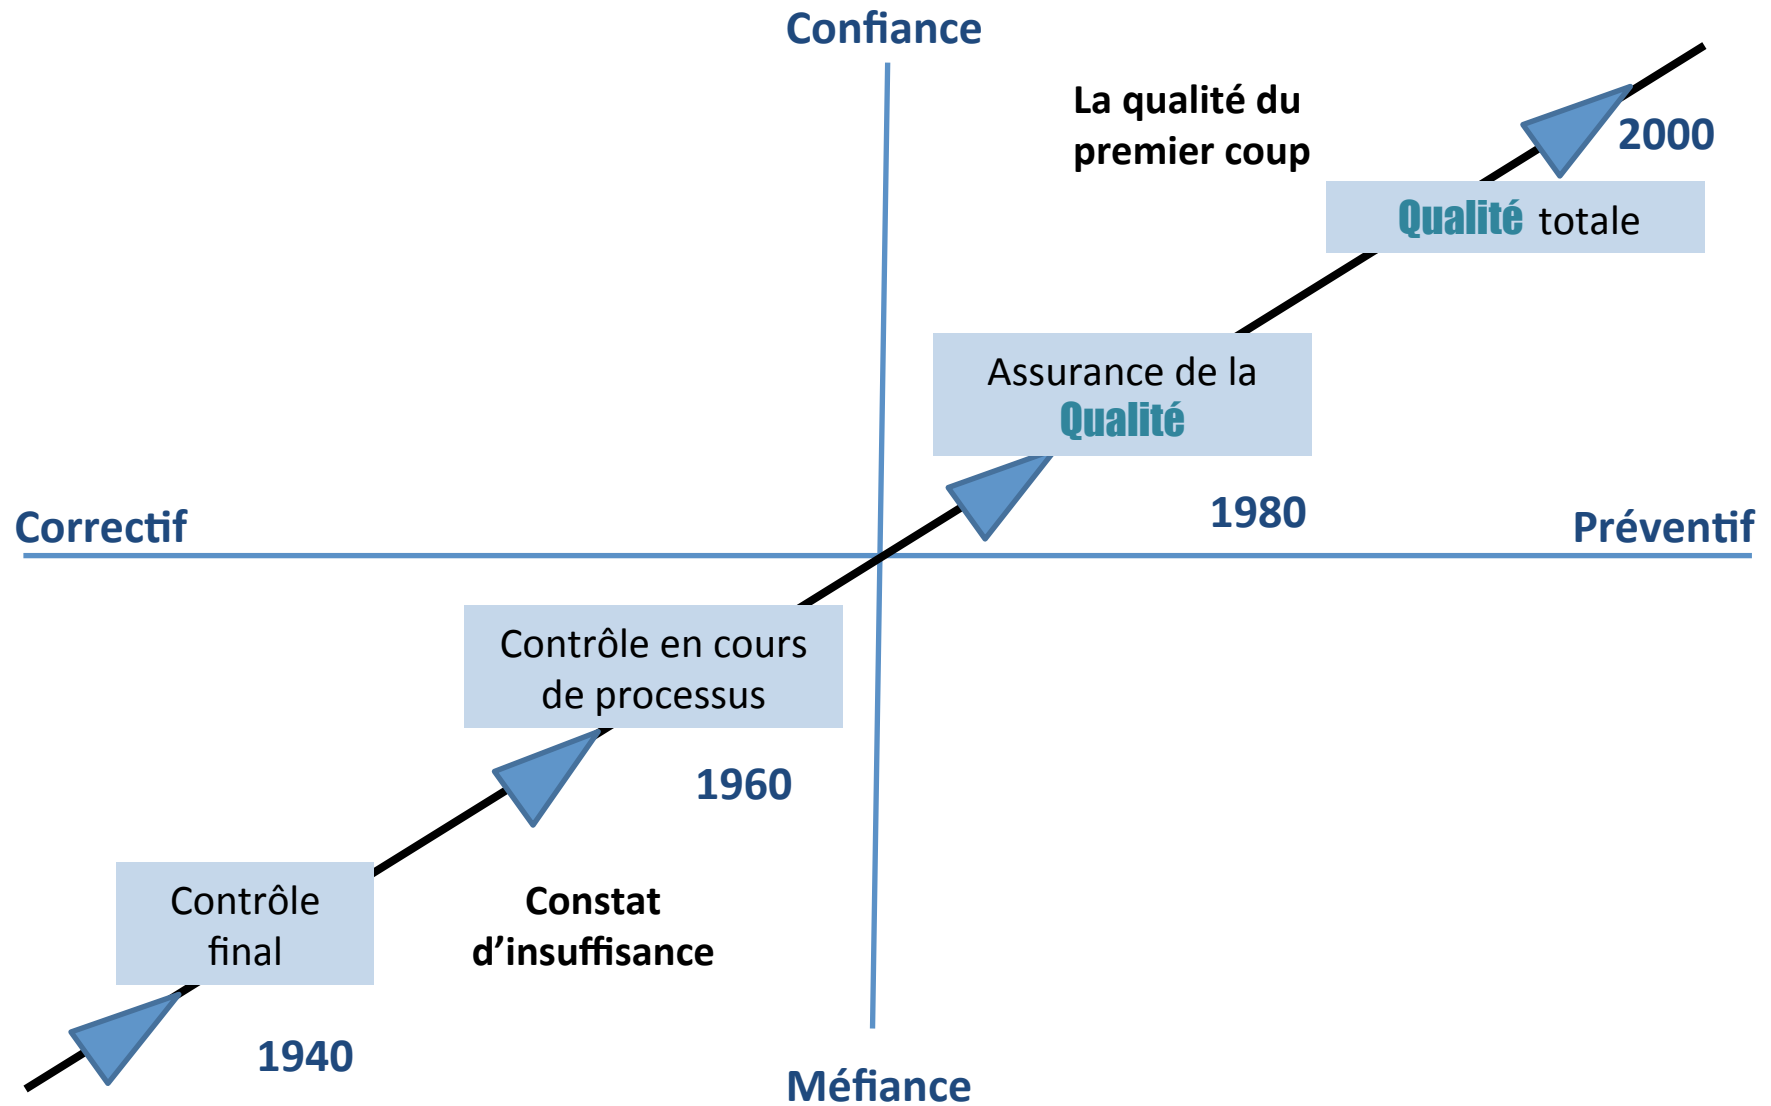 Confiance
La qualité du
premier coup
2000
Qualité totale
Assurance de la
Qualité
1980
Correctif
Préventif
Contrôle en cours
de processus
1960
Contrôle
final
Constat
d’insuffisance
1940
Méfiance